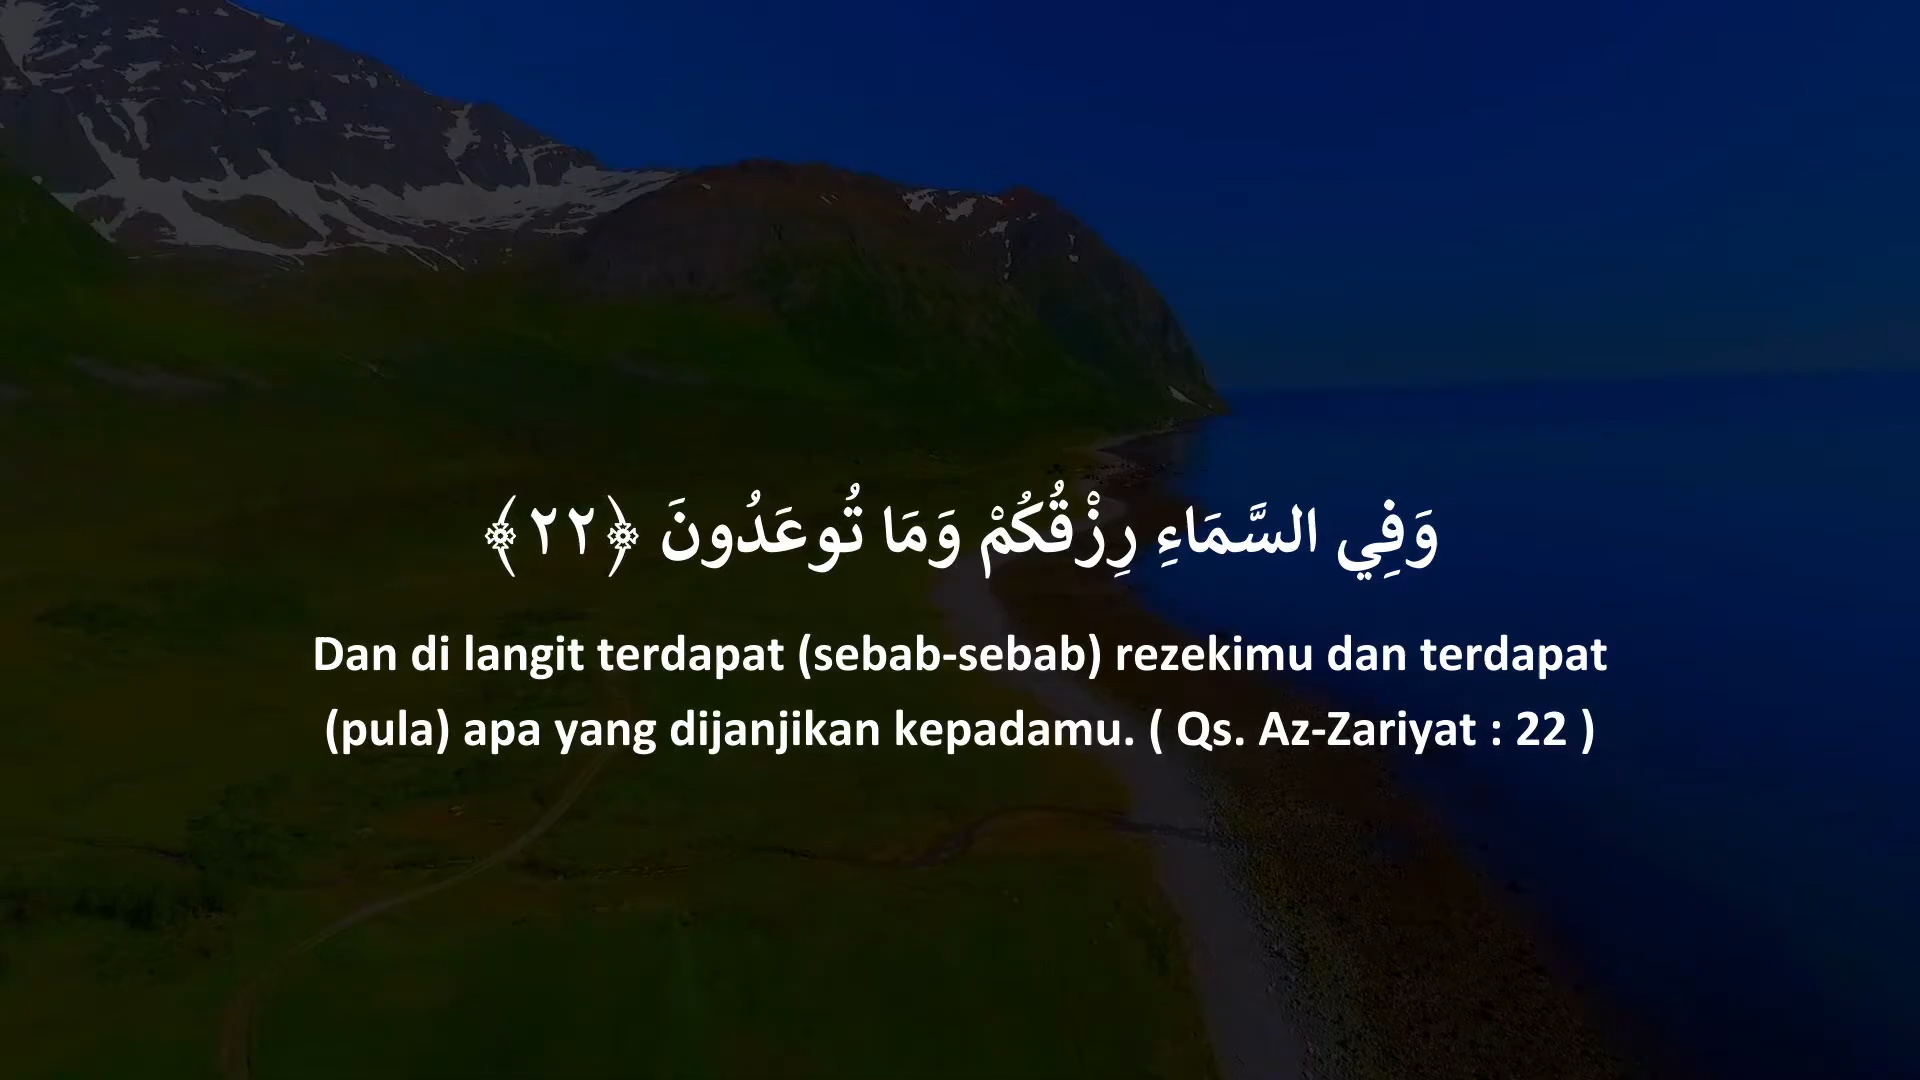 وَفِي السَّمَاءِ رِزْقُكُمْ وَمَا تُوعَدُونَ ﴿٢٢﴾
Dan di langit terdapat (sebab-sebab) rezekimu dan terdapat
(pula) apa yang dijanjikan kepadamu. ( Qs. Az-Zariyat : 22 )